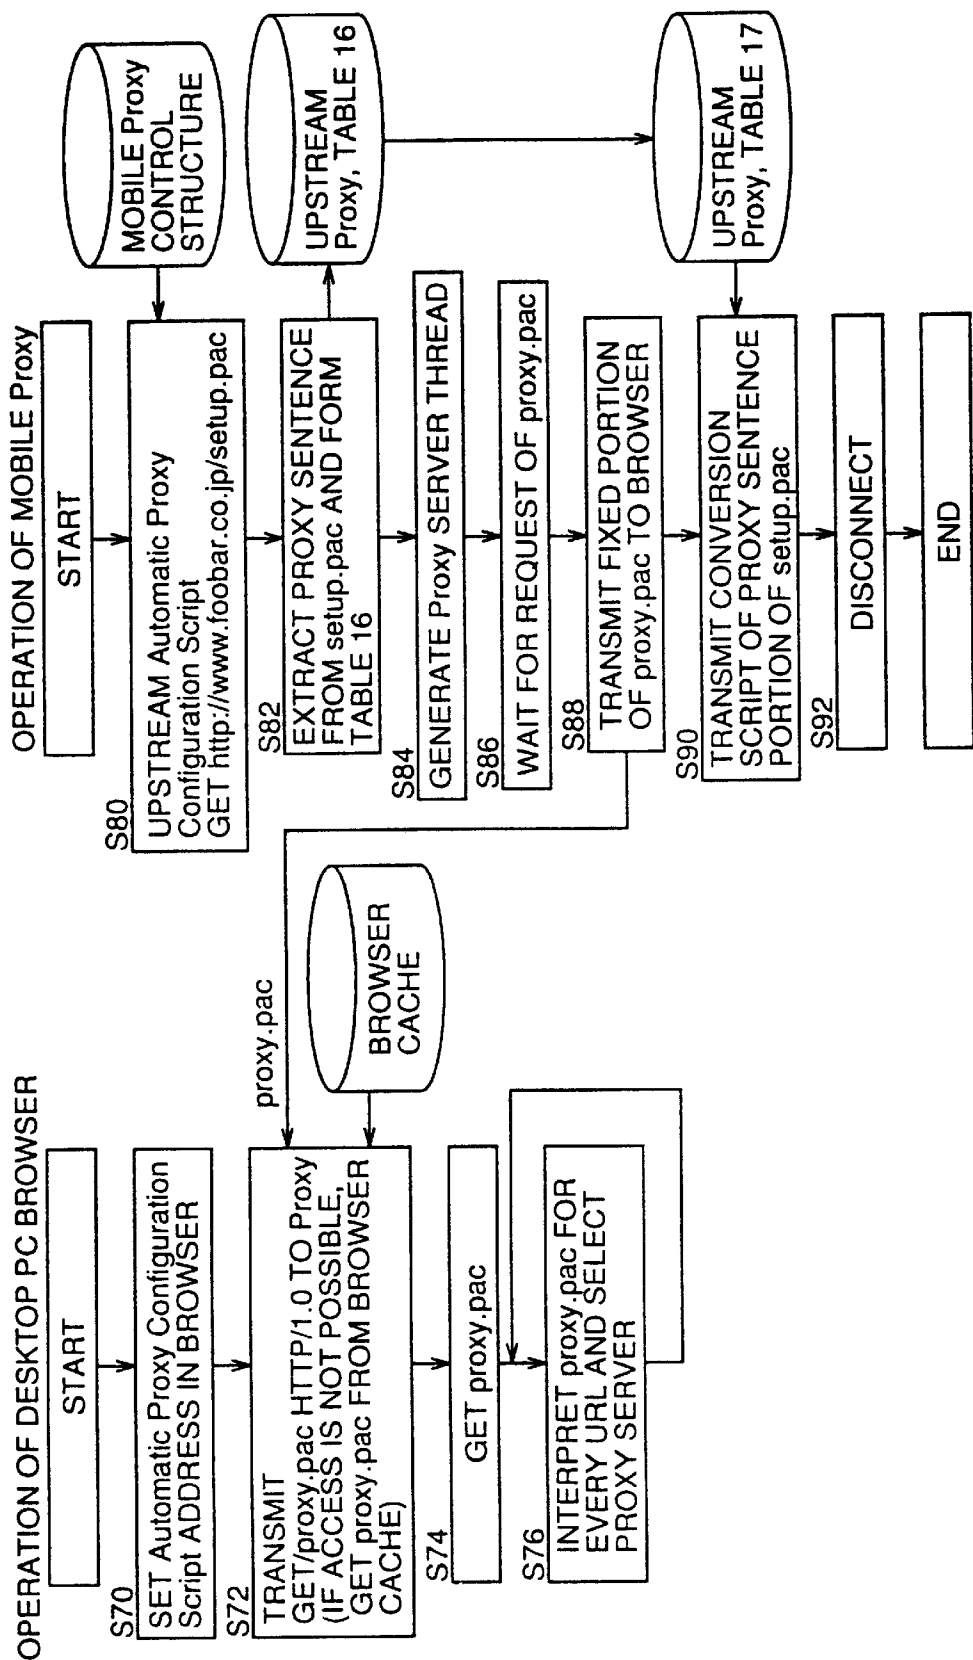 OPERATION OF DESKTOP PC BROWSER
START
S70
SET Automatic Proxy Configuration
Script ADDRESS IN BROWSER
S72
TRANSMIT
GET/proxy.pac HTTP/1.0 TO Proxy
(IF ACCESS IS NOT POSSIBLE,
GET proxy.pac FROM BROWSER
CACHE)
proxy.pac
BROWSER
CACHE
S74
GET proxy.pac
S76
INTERPRET proxy.pac FOR
EVERY URL AND SELECT
PROXY SERVER
OPERATION OF MOBILE Proxy
START
S80
UPSTREAM Automatic Proxy
Configuration Script
GET http://www.foobar.co.jp/setup.pac
MOBILE Proxy
CONTROL
STRUCTURE
S82
EXTRACT PROXY SENTENCE
FROM setup.pac AND FORM
TABLE 16
UPSTREAM
Proxy, TABLE 16
S84
GENERATE Proxy SERVER THREAD
S86
WAIT FOR REQUEST OF proxy.pac
S88
TRANSMIT FIXED PORTION
OF proxy.pac TO BROWSER
S90
TRANSMIT CONVERSION
SCRIPT OF PROXY SENTENCE
PORTION OF setup.pac
UPSTREAM
Proxy, TABLE 17
S92
DISCONNECT
END